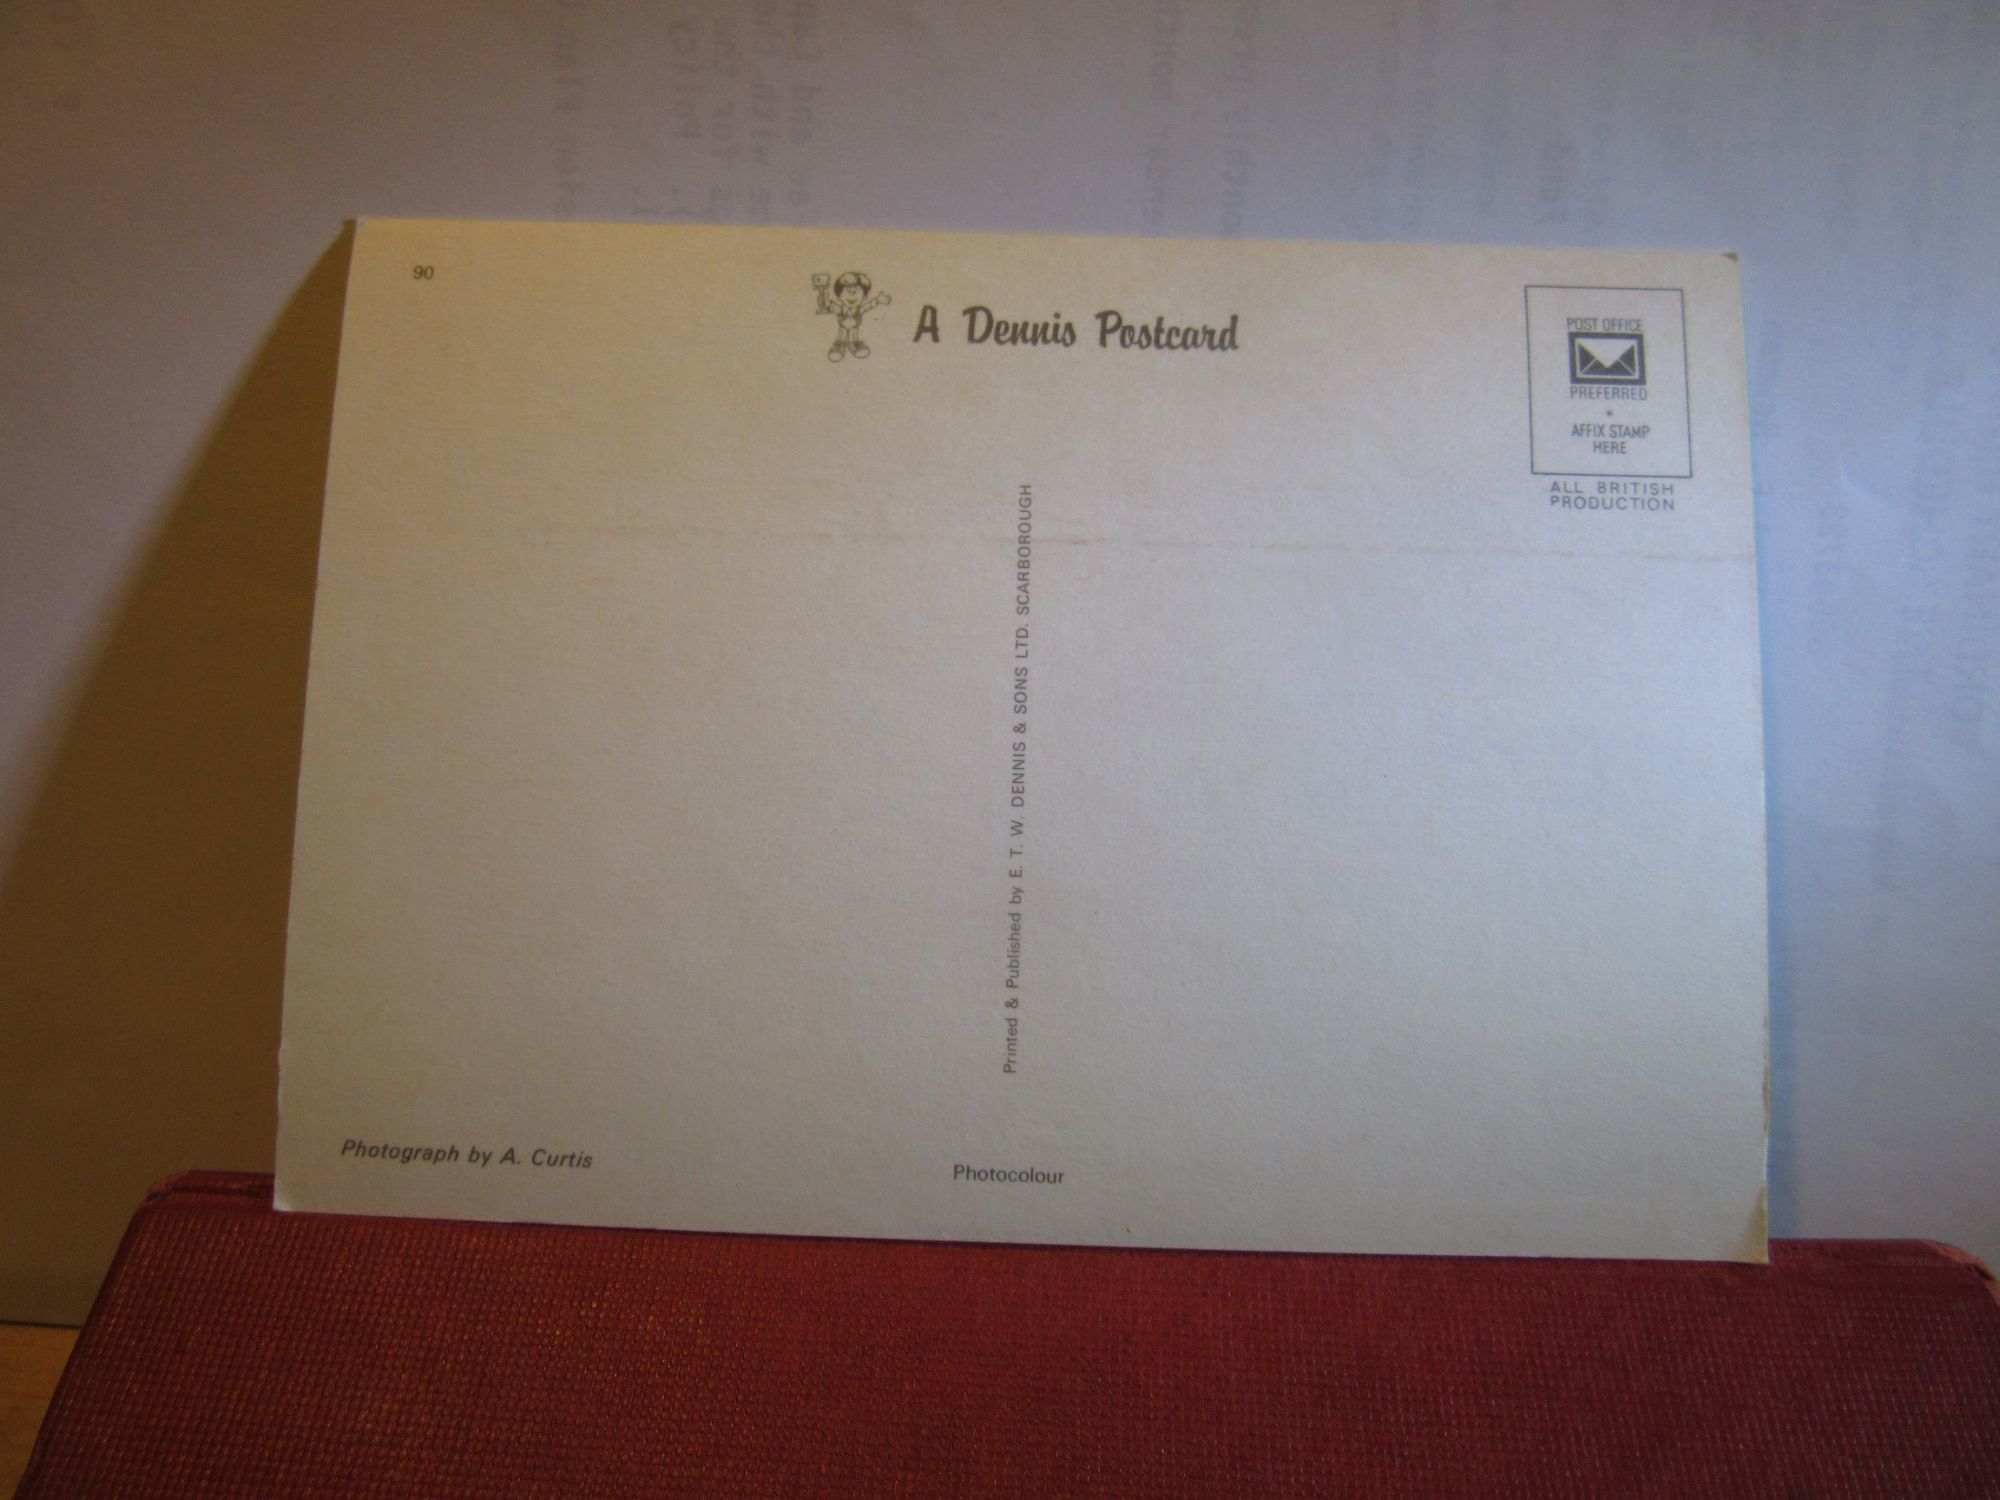 90
A Dennis Postcard
POST OFFICE
PREFERRED
AFFIX STAMP
HERE
ALL BRITISH
PRODUCTION
Printed & Published by E. T. W. DENNIS & SONS LTD. SCARBOROUGH
Photograph by A. Curtis
Photocolour